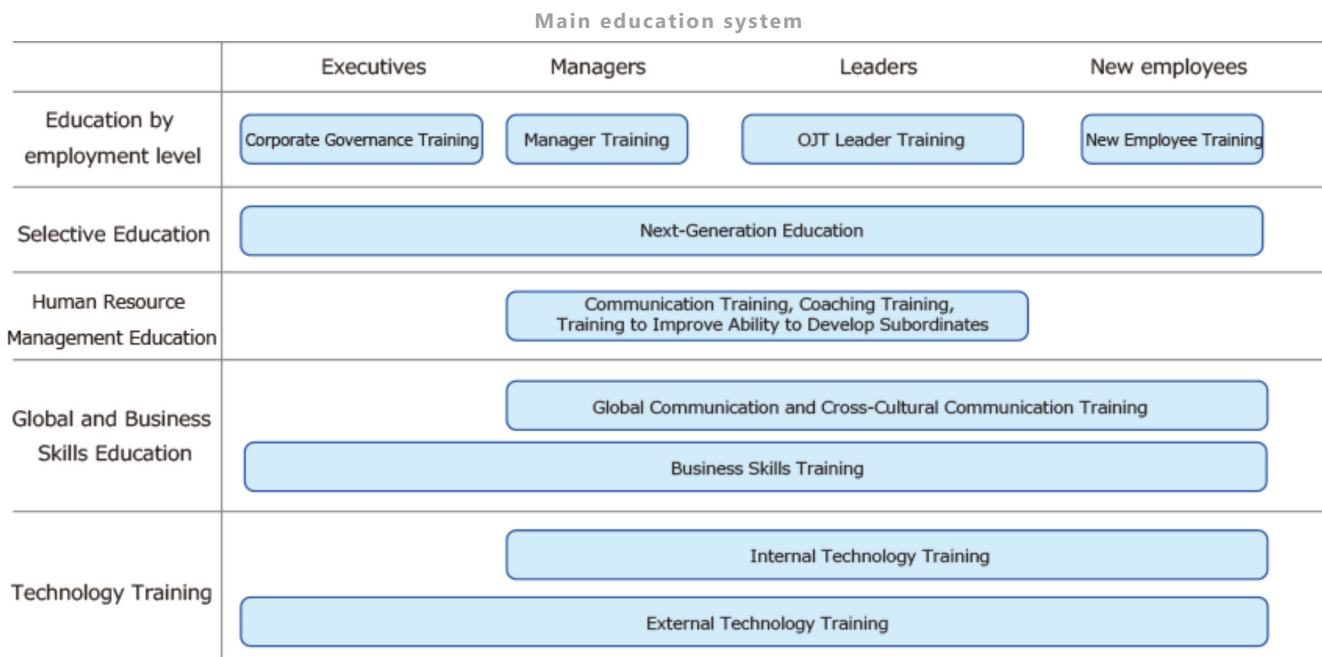 Main education system
Executives Managers Leaders New employees
Education by
employment level
Corporate Governance Training
Manager Training
OJT Leader Training
New Employee Training
Selective Education
Next-Generation Education
Human Resource
Management Education
Communication Training, Coaching Training,
Training to Improve Ability to Develop Subordinates
Global and Business
Skills Education
Global Communication and Cross-Cultural Communication Training
Business Skills Training
Technology Training
Internal Technology Training
External Technology Training